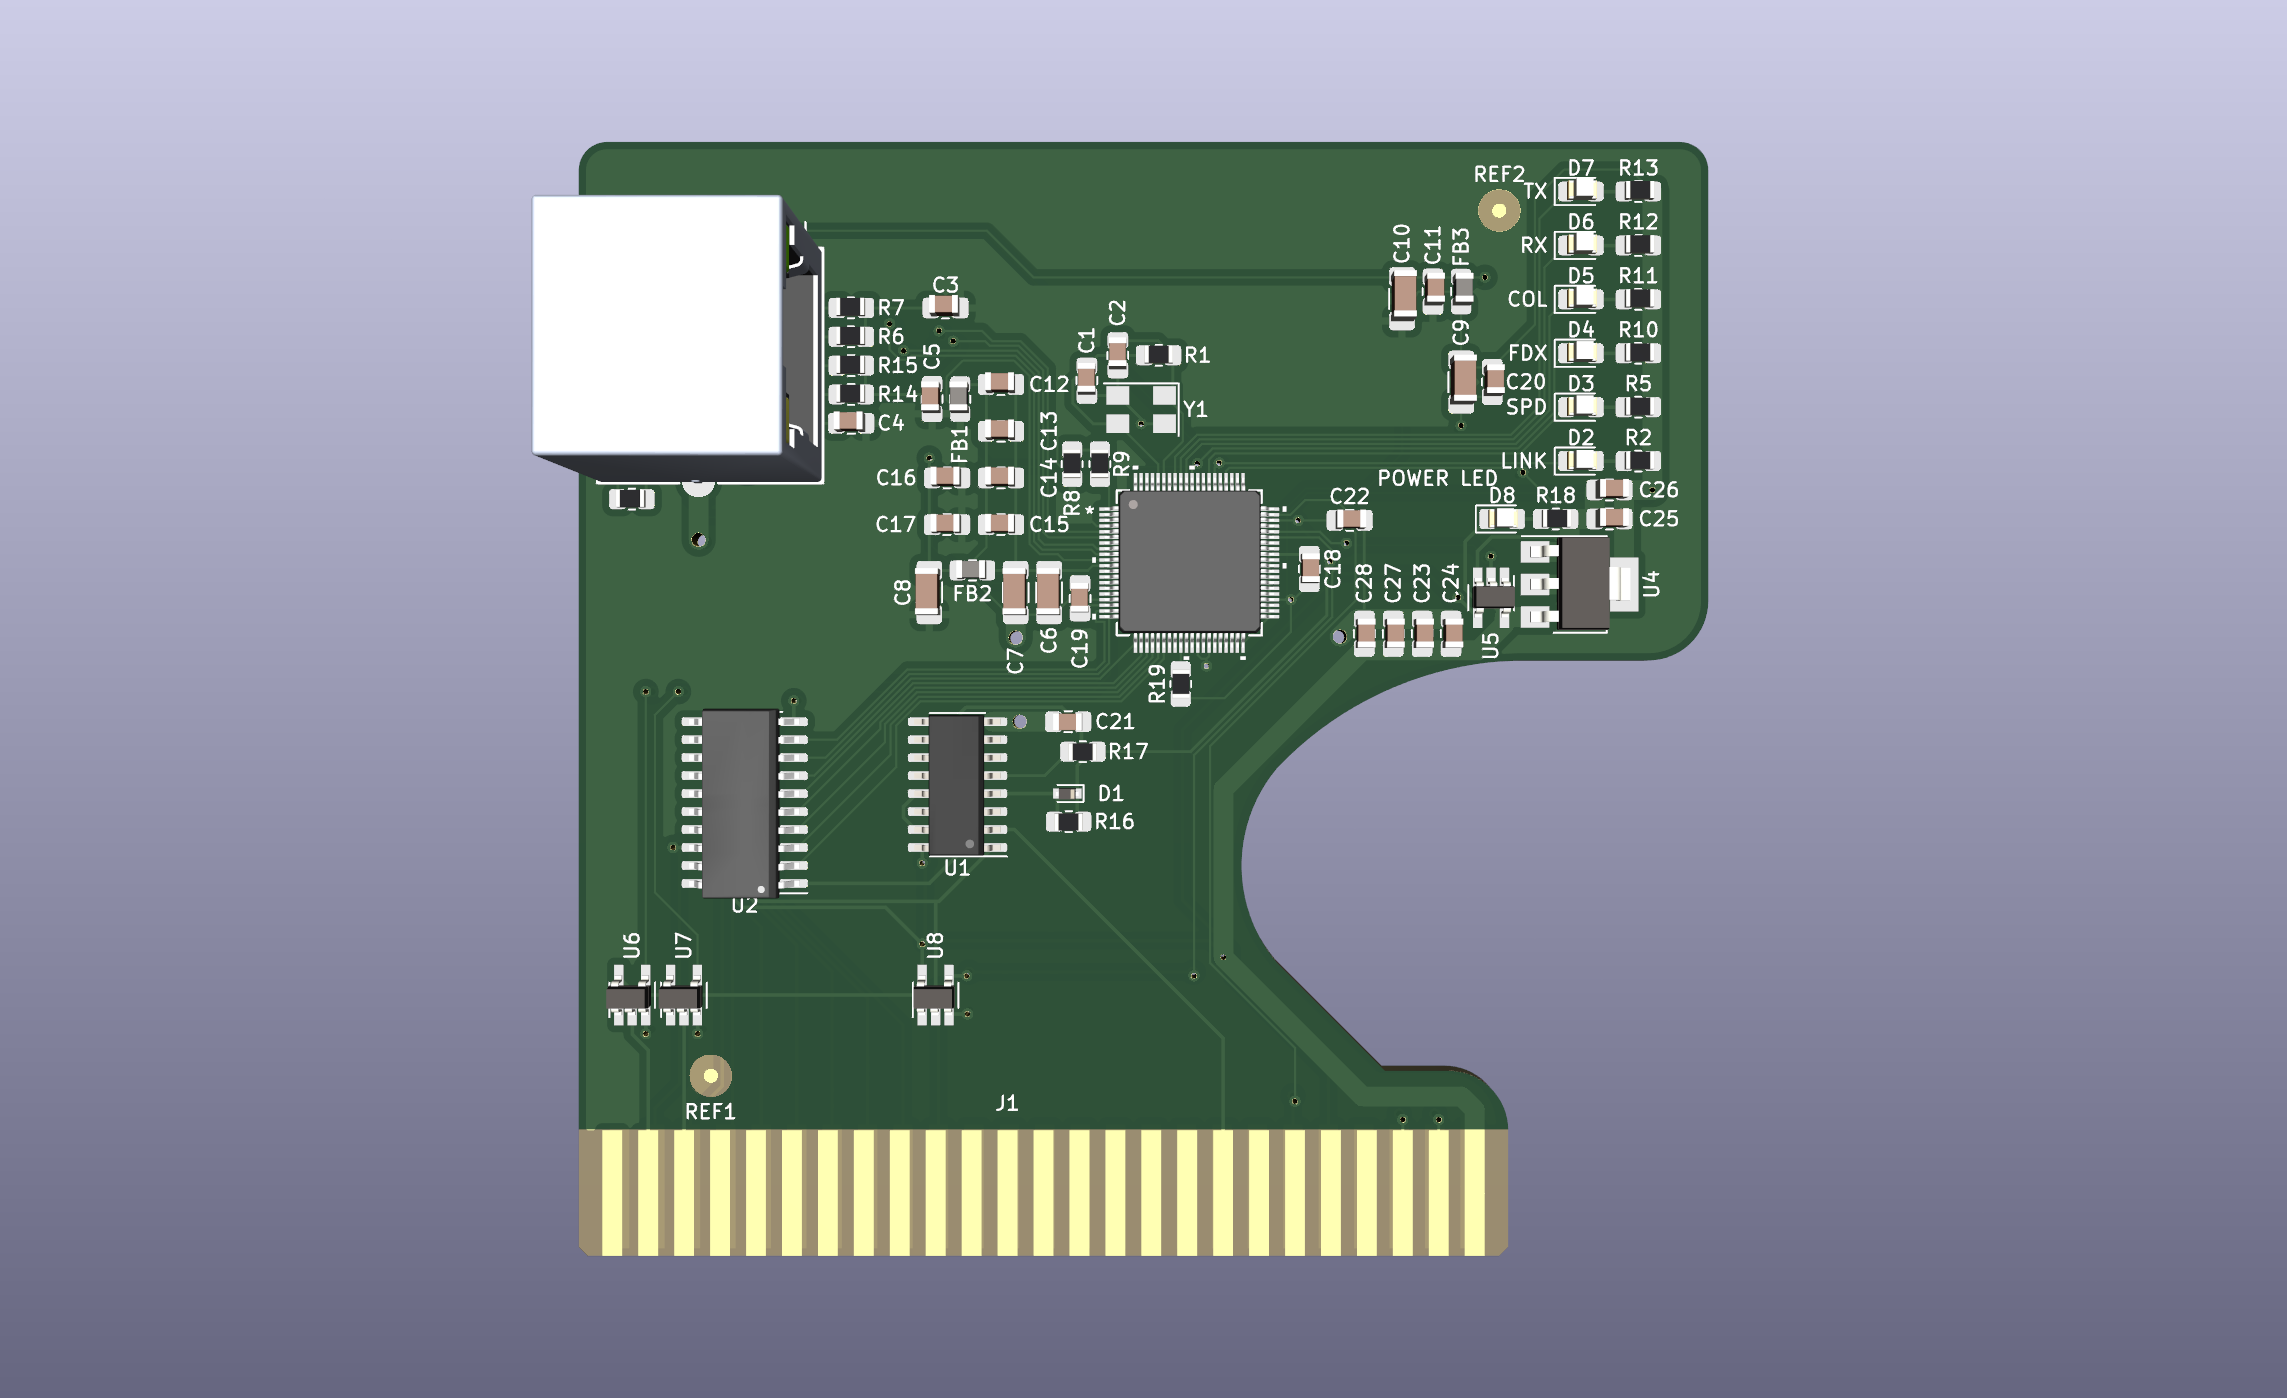 D7 R13
REF2
TX
D6 R12
RX
C10 C11 FB3
D5 R11
COL
C3
R7
C2
D4 R10
R6
C1 C9
FDX
C5
R1
R15
C12
C20
D3 R5
R14
SPD
Y1
C4
C13
FB1
D2 R2
R9
LINK
C16
C14
POWER LED
C26
R8
C22
D8 R18
*
C17
C15
C25
C18
C8
FB2
C28 C27 C23 C24
U4
C7
C6
C19
U5
R19
C21
R17
D1
R16
U1
U2
U6 U7 U8
J1
REF1